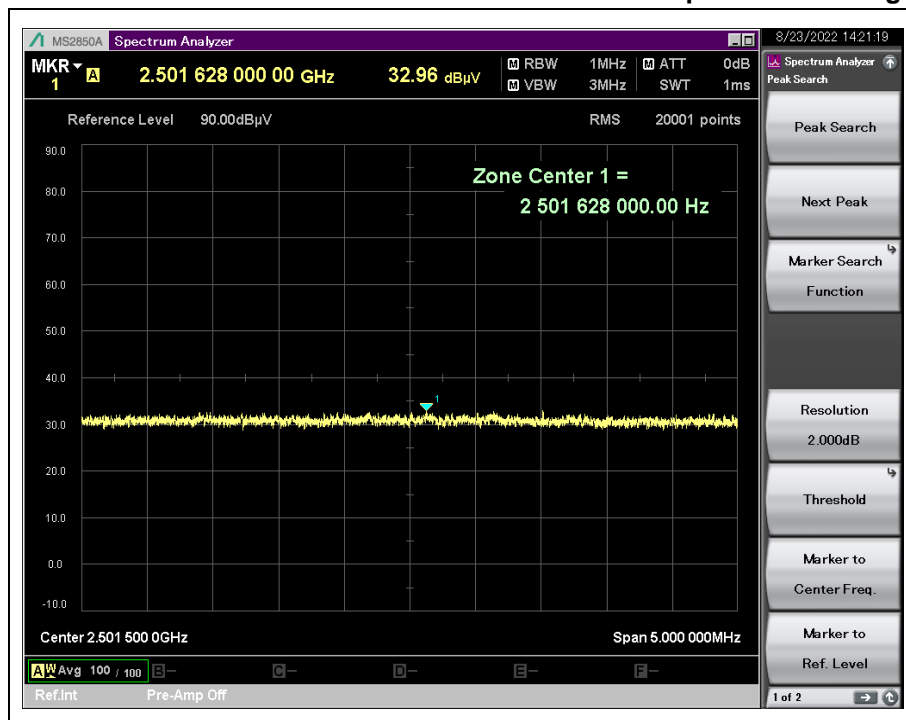 MS2850A Spectrum Analyzer
8/23/2022 14:21:19
MKR 1 A 2.501 628 000 00 GHz 32.96 dBµV
M RBW 1MHz M ATT 0dB
M VBW 3MHz SWT 1ms
Spectrum Analyzer
Peak Search
Reference Level 90.00dBµV RMS 20001 points
Zone Center 1 =
2 501 628 000.00 Hz
90.0
80.0
70.0
60.0
50.0
40.0
30.0
20.0
10.0
0.0
-10.0
1
Center 2.501 500 0GHz Span 5.000 000MHz
A W Avg 100 / 100 B- C- D- E- F-
Ref.Int Pre-Amp Off
Peak Search
Next Peak
Marker Search
Function
Resolution
2.000dB
Threshold
Marker to
Center Freq.
Marker to
Ref. Level
1 of 2